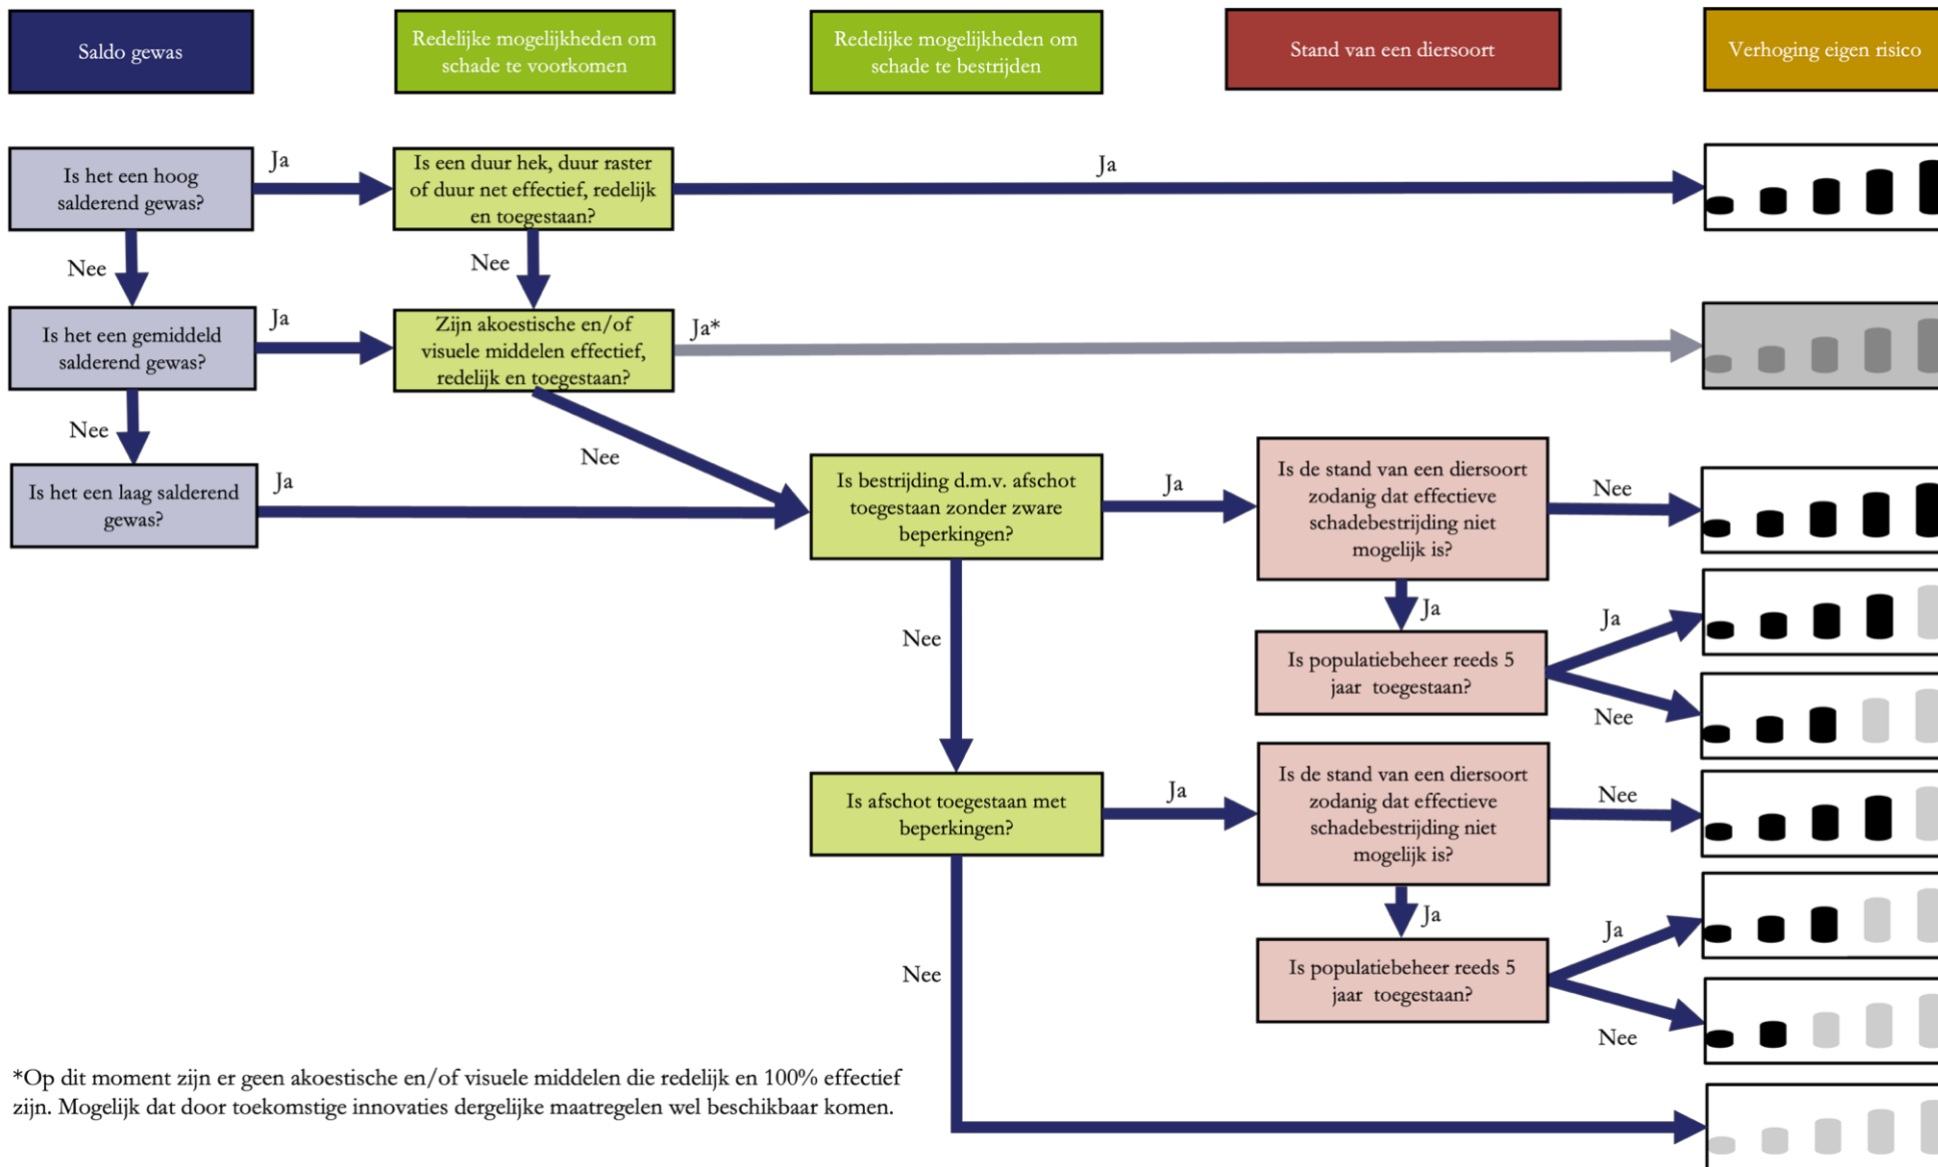 Saldo gewas
Redelijke mogelijkheden om
schade te voorkomen
Redelijke mogelijkheden om
schade te bestrijden
Stand van een diersoort
Verhoging eigen risico
Is het een hoog
salderend gewas?
Ja
Is een duur hek, duur raster
of duur net effectief, redelijk
en toegestaan?
Ja
Nee
Nee
Is het een gemiddeld
salderend gewas?
Ja
Zijn akoestische en/of
visuele middelen effectief,
redelijk en toegestaan?
Ja*
Nee
Nee
Is het een laag salderend
gewas?
Ja
Is bestrijding d.m.v. afschot
toegestaan zonder zware
beperkingen?
Ja
Is de stand van een diersoort
zodanig dat effectieve
schadebestrijding niet
mogelijk is?
Nee
Ja
Nee
Is populatiebeheer reeds 5
jaar toegestaan?
Ja
Nee
Is afschot toegestaan met
beperkingen?
Ja
Is de stand van een diersoort
zodanig dat effectieve
schadebestrijding niet
mogelijk is?
Nee
Ja
Nee
Is populatiebeheer reeds 5
jaar toegestaan?
Ja
Nee
*Op dit moment zijn er geen akoestische en/of visuele middelen die redelijk en 100% effectief
zijn. Mogelijk dat door toekomstige innovaties dergelijke maatregelen wel beschikbaar komen.